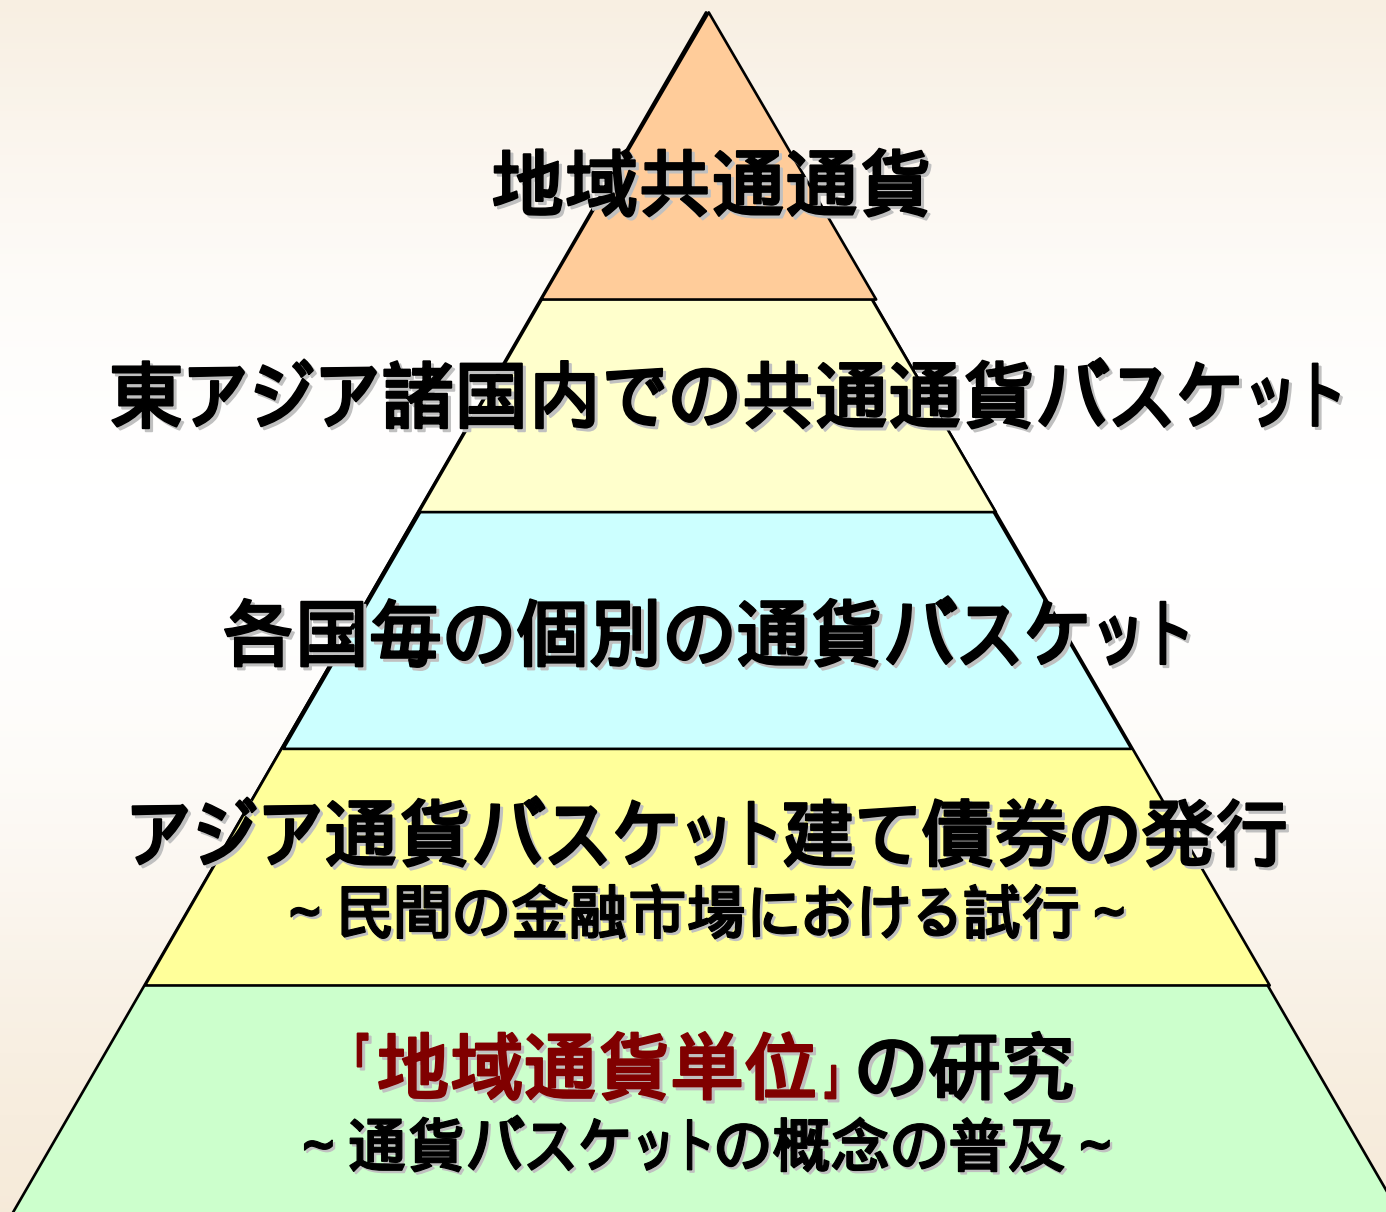 地域共通通貨
東アジア諸国内での共通通貨バスケット
各国毎の個別の通貨バスケット
アジア通貨バスケット建て債券の発行
~民間の金融市場における試行~
「地域通貨単位」の研究
~通貨バスケットの概念の普及~